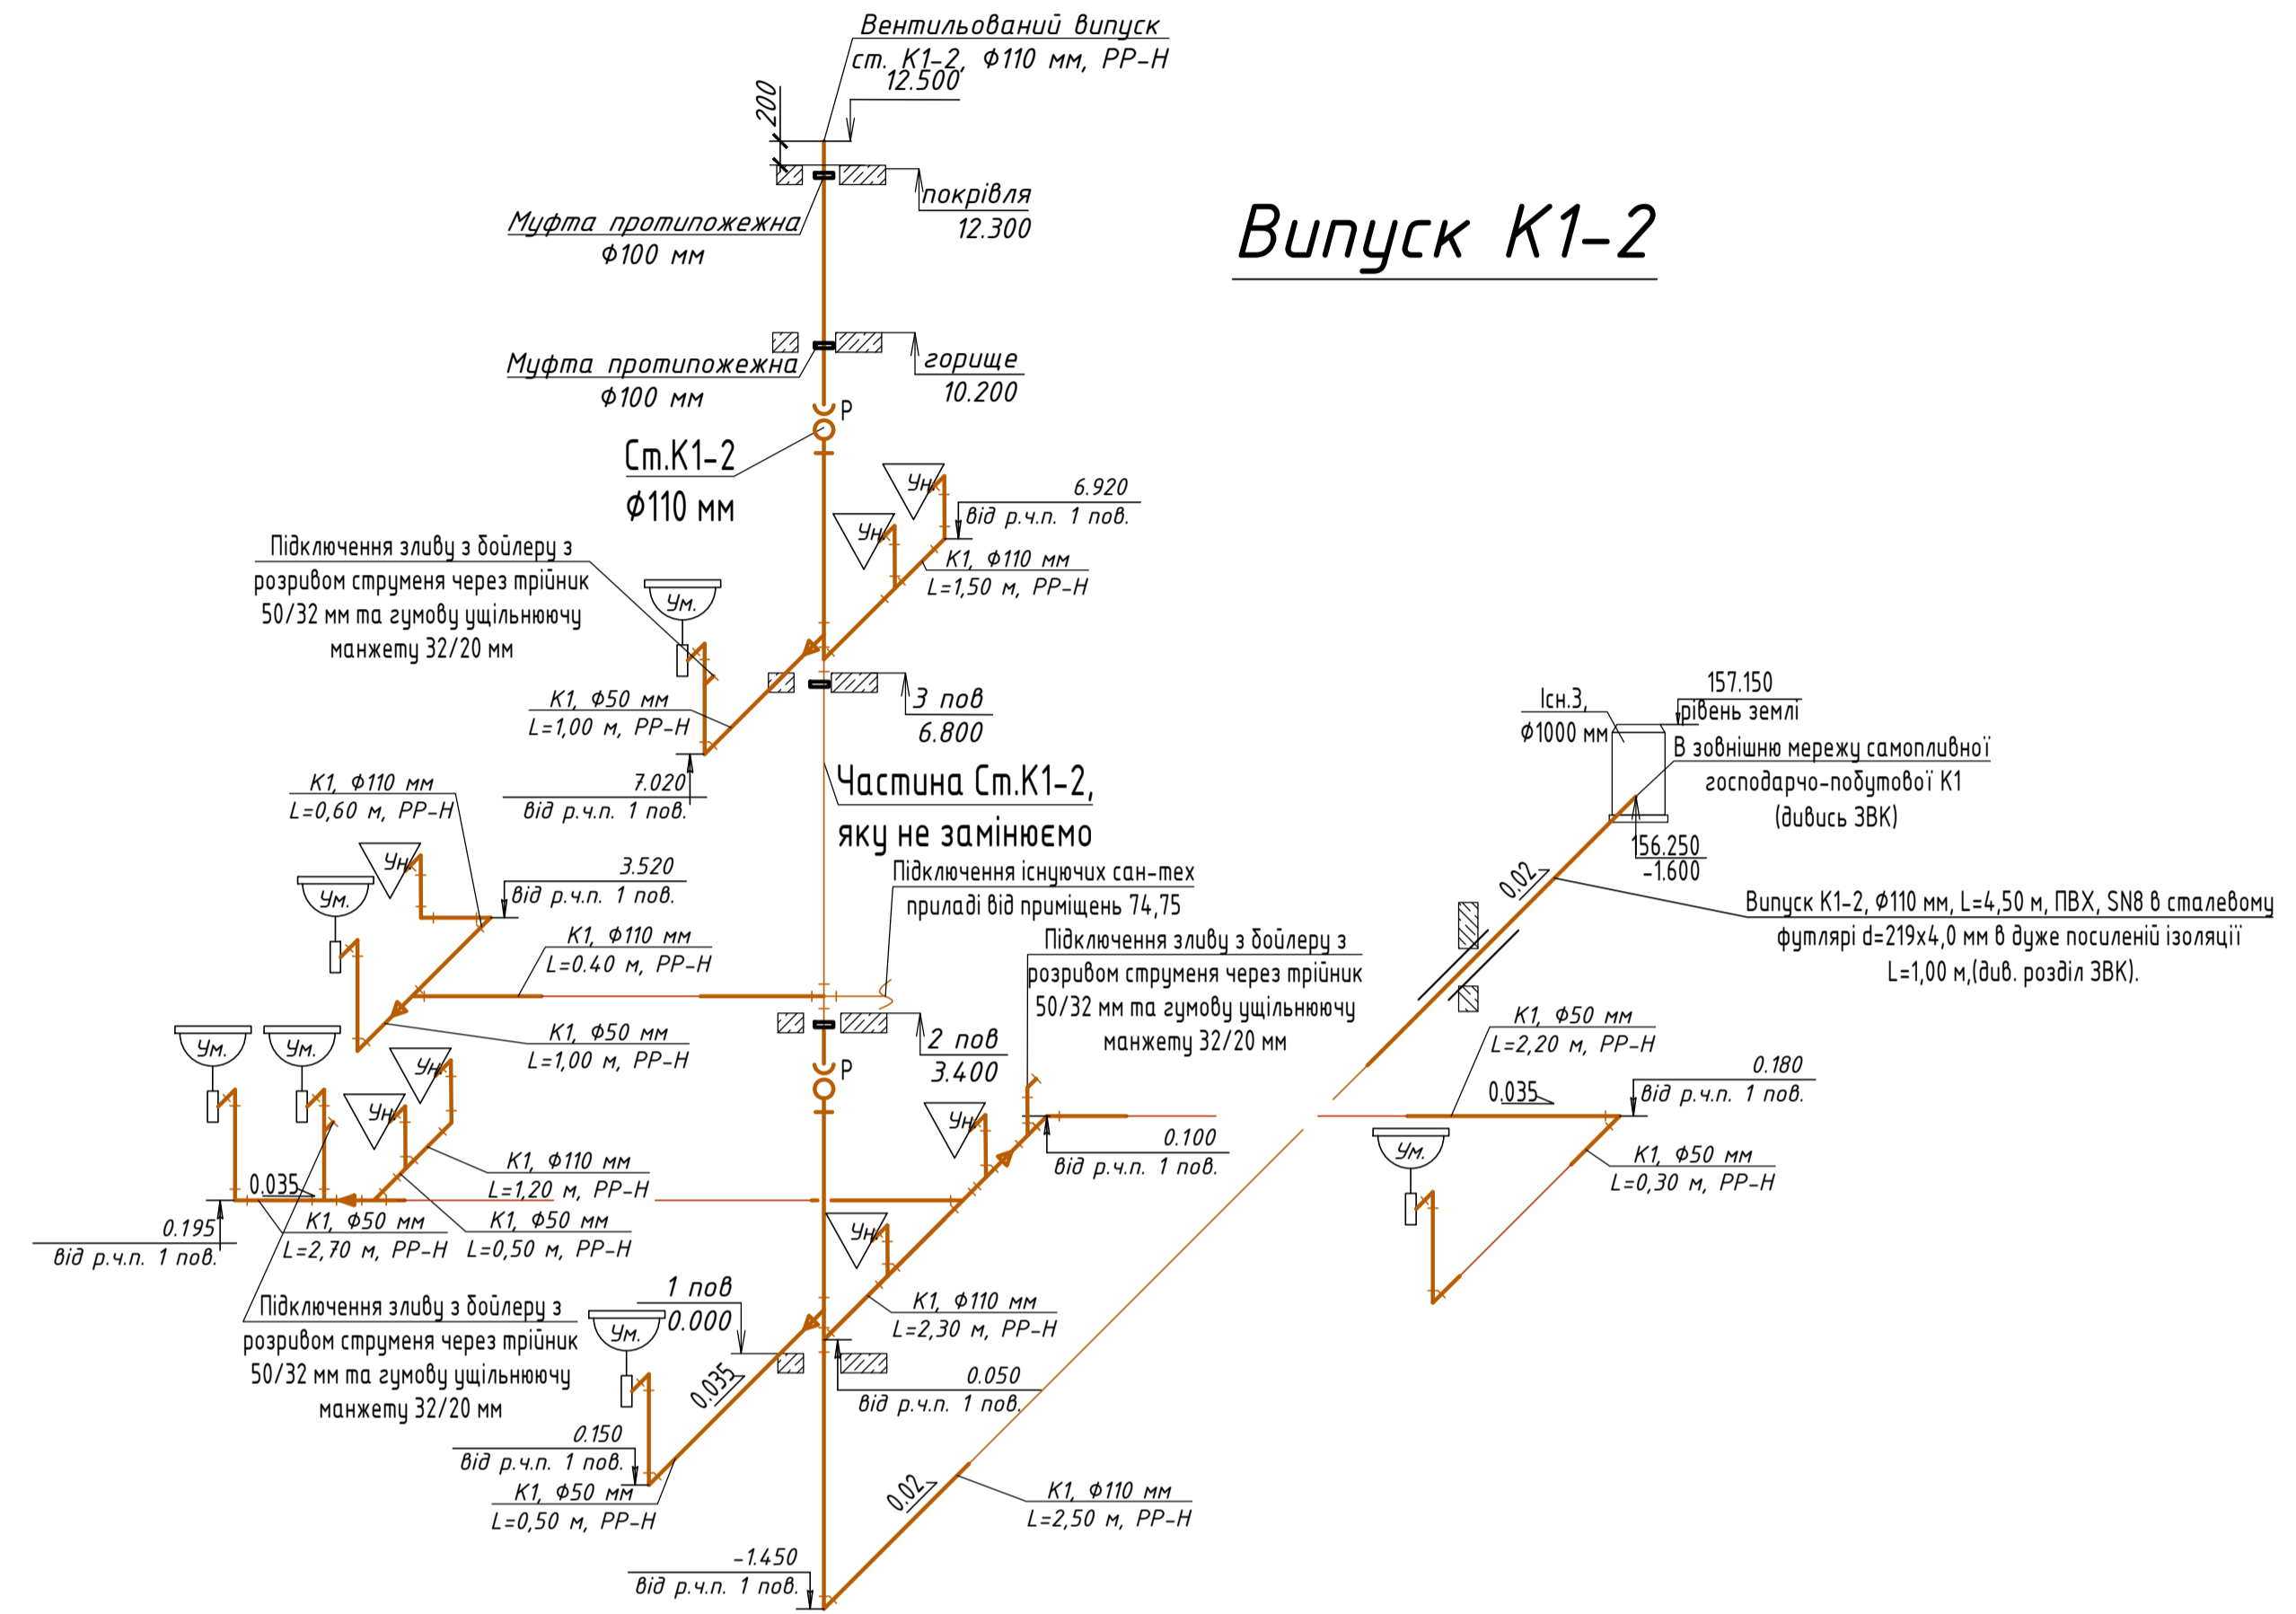 Вентильований випуск
ст. К1-2, Ф110 мм, РР-Н
12.500
200
покрівля
12.300
Муфта протипожежна
Ф100 мм
Випуск К1-2
Муфта протипожежна
Ф100 мм
горище
10.200
Р
Ст.К1-2
Ф110 мм
Ун.
Ун.
6.920
від р.ч.п. 1 пов.
К1, Ф110 мм
L=1,50 м, РР-Н
Підключення зливу з бойлеру з
розривом струменя через трійник
50/32 мм та гумову ущільнюючу
манжету 32/20 мм
Ум.
К1, Ф50 мм
L=1,00 м, РР-Н
3 пов
6.800
7.020
від р.ч.п. 1 пов.
Частина Ст.К1-2,
яку не замінюємо
Підключення існуючих сан-тех
приладі від приміщень 74,75
Існ.3,
Ф1000 мм
157.150
рівень землі
В зовнішню мережу самопливної
господарчо-побутової К1
(дивись ЗВК)
156.250
-1.600
0.02
Випуск К1-2, Ф110 мм, L=4,50 м, ПВХ, SN8 в сталевому
футлярі d=219х4,0 мм в дуже посиленій ізоляції
L=1,00 м,(див. розділ ЗВК).
К1, Ф110 мм
L=0,60 м, РР-Н
Ун.
Ум.
3.520
від р.ч.п. 1 пов.
К1, Ф110 мм
L=0.40 м, РР-Н
К1, Ф50 мм
L=1,00 м, РР-Н
2 пов
3.400
Р
Підключення зливу з бойлеру з
розривом струменя через трійник
50/32 мм та гумову ущільнюючу
манжету 32/20 мм
К1, Ф50 мм
L=2,20 м, РР-Н
0.035
0.180
від р.ч.п. 1 пов.
Ум.
К1, Ф50 мм
L=0,30 м, РР-Н
Ум.
Ум.
Ун.
Ун.
Ун.
0.100
від р.ч.п. 1 пов.
К1, Ф110 мм
L=1,20 м, РР-Н
0.035
0.195
від р.ч.п. 1 пов.
К1, Ф50 мм
L=2,70 м, РР-Н
К1, Ф50 мм
L=0,50 м, РР-Н
Ун.
Підключення зливу з бойлеру з
розривом струменя через трійник
50/32 мм та гумову ущільнюючу
манжету 32/20 мм
1 пов
0.000
Ум.
К1, Ф110 мм
L=2,30 м, РР-Н
0.035
0.050
від р.ч.п. 1 пов.
0.150
від р.ч.п. 1 пов.
К1, Ф50 мм
L=0,50 м, РР-Н
0.02
К1, Ф110 мм
L=2,50 м, РР-Н
-1.450
від р.ч.п. 1 пов.